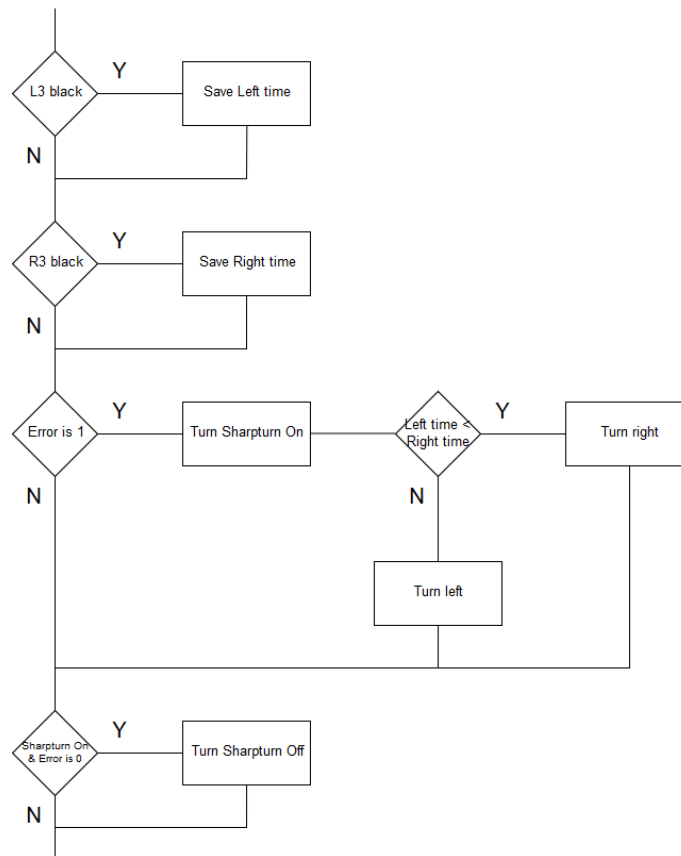 L3 black
Y
Save Left time
N
R3 black
Y
Save Right time
N
Error is 1
Y
Turn Sharpturn On
Left time <
Right time
Y
Turn right
N
N
Turn left
Sharpturn On
& Error is 0
Y
Turn Sharpturn Off
N